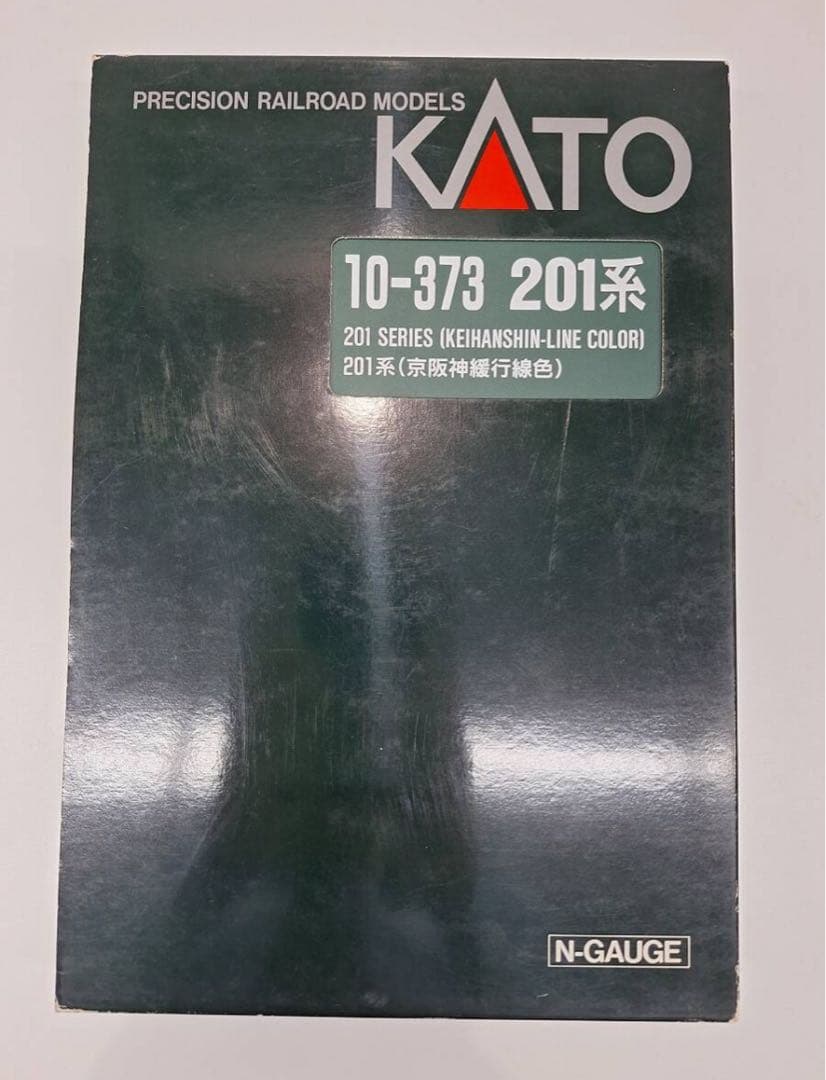 PRECISION RAILROAD MODELS
KATO
10-373 201系
201 SERIES (KEIHANSHIN-LINE COLOR)
201系(京阪神緩行線色)
N-GAUGE